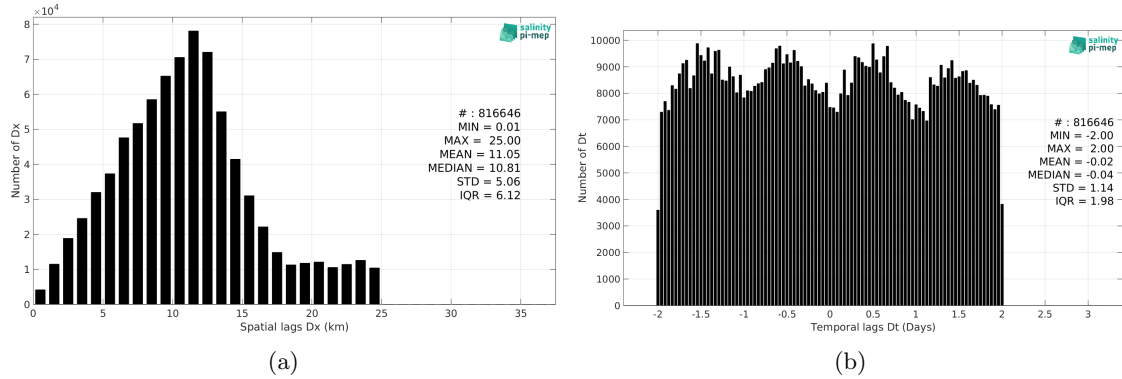 ×10⁴
8
7
6
5
4
3
2
1
0
Number of Dx
0 5 10 15 20 25 30 35
Spatial lags Dx (km)
salinity
pi-mep
# : 816646
MIN = 0.01
MAX = 25.00
MEAN = 11.05
MEDIAN = 10.81
STD = 5.06
IQR = 6.12
(a)
10000
9000
8000
7000
6000
5000
4000
3000
2000
1000
0
Number of Dt
-2 -1.5 -1 -0.5 0 0.5 1 1.5 2 2.5 3
Temporal lags Dt (Days)
salinity
pi-mep
# : 816646
MIN = -2.00
MAX = 2.00
MEAN = -0.02
MEDIAN = -0.04
STD = 1.14
IQR = 1.98
(b)